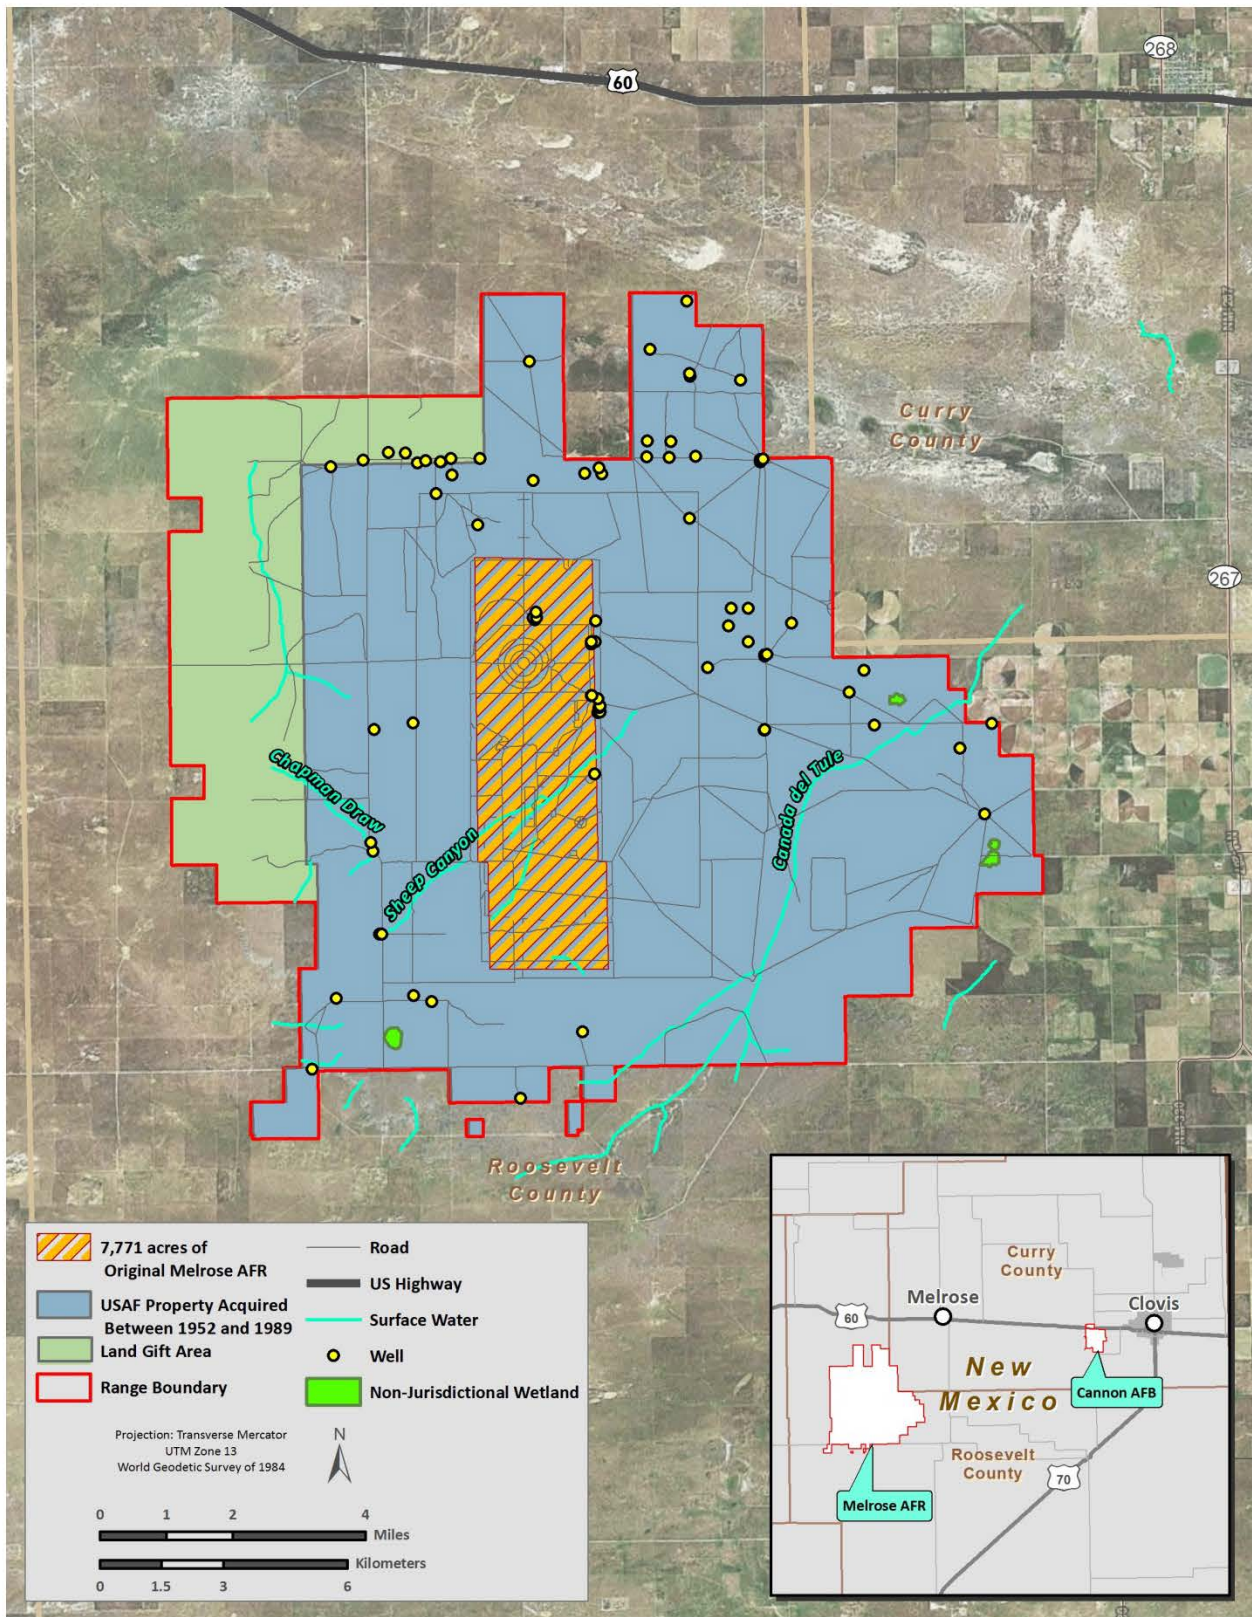 268
60
NM 267
217
Curry
County
267
Chapman Draw
Sheep Canyon
Canada del Tule
Roosevelt
County
7,771 acres of
Original Melrose AFR
USAF Property Acquired
Between 1952 and 1989
Land Gift Area
Range Boundary
Road
US Highway
Surface Water
Well
Non-Jurisdictional Wetland
Projection: Transverse Mercator
UTM Zone 13
World Geodetic Survey of 1984
N
0 1 2 4
Miles
Kilometers
0 1.5 3 6
Curry
County
Melrose
Clovis
60
New
Mexico
Cannon AFB
Roosevelt
County
70
Melrose AFR